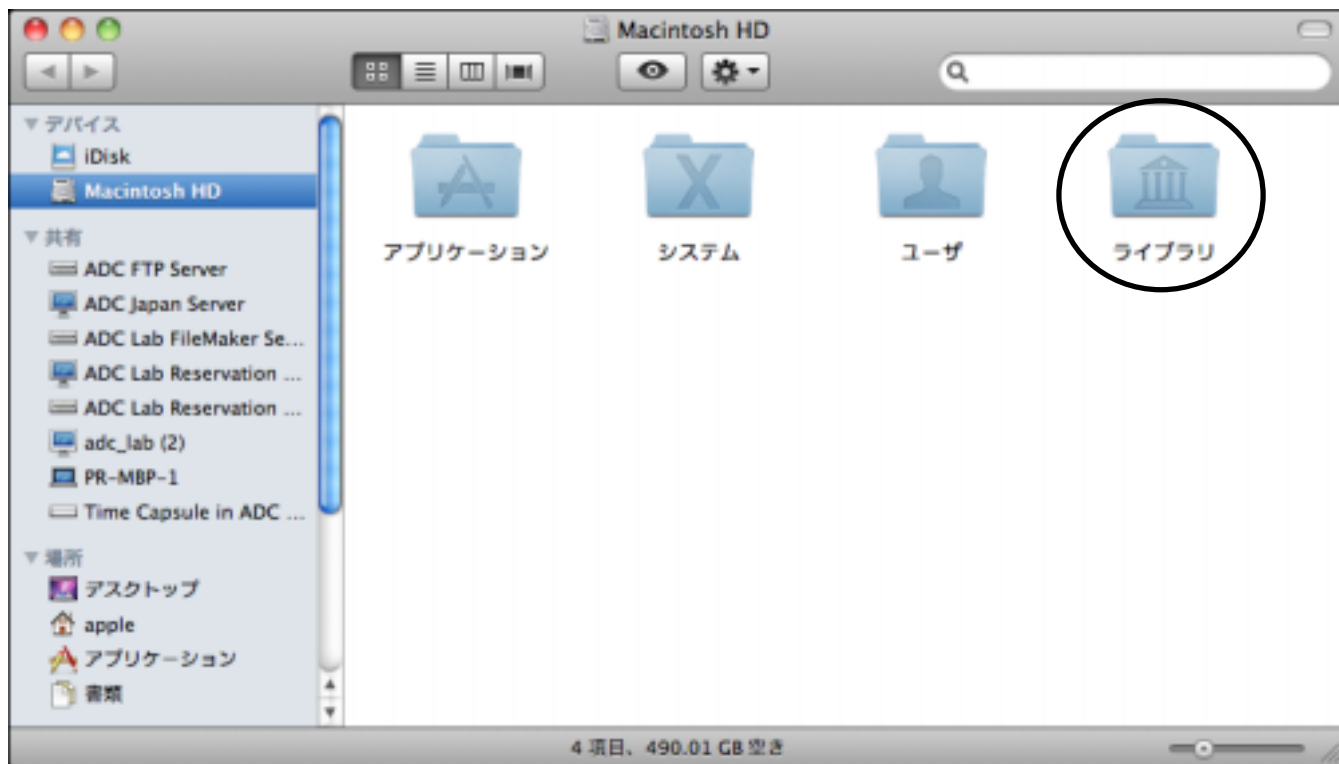 Macintosh HD
デバイス
iDisk
Macintosh HD
共有
ADC FTP Server
ADC Japan Server
ADC Lab FileMaker Se...
ADC Lab Reservation ...
ADC Lab Reservation ...
adc_lab (2)
PR-MBP-1
Time Capsule in ADC ...
場所
デスクトップ
apple
アプリケーション
書類
アプリケーション
システム
ユーザ
ライブラリ
4 項目、490.01 GB 空き